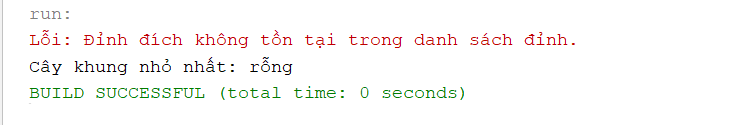 run:
Lỗi: Đỉnh đích không tồn tại trong danh sách đỉnh.
Cây khung nhỏ nhất: rỗng
BUILD SUCCESSFUL (total time: 0 seconds)